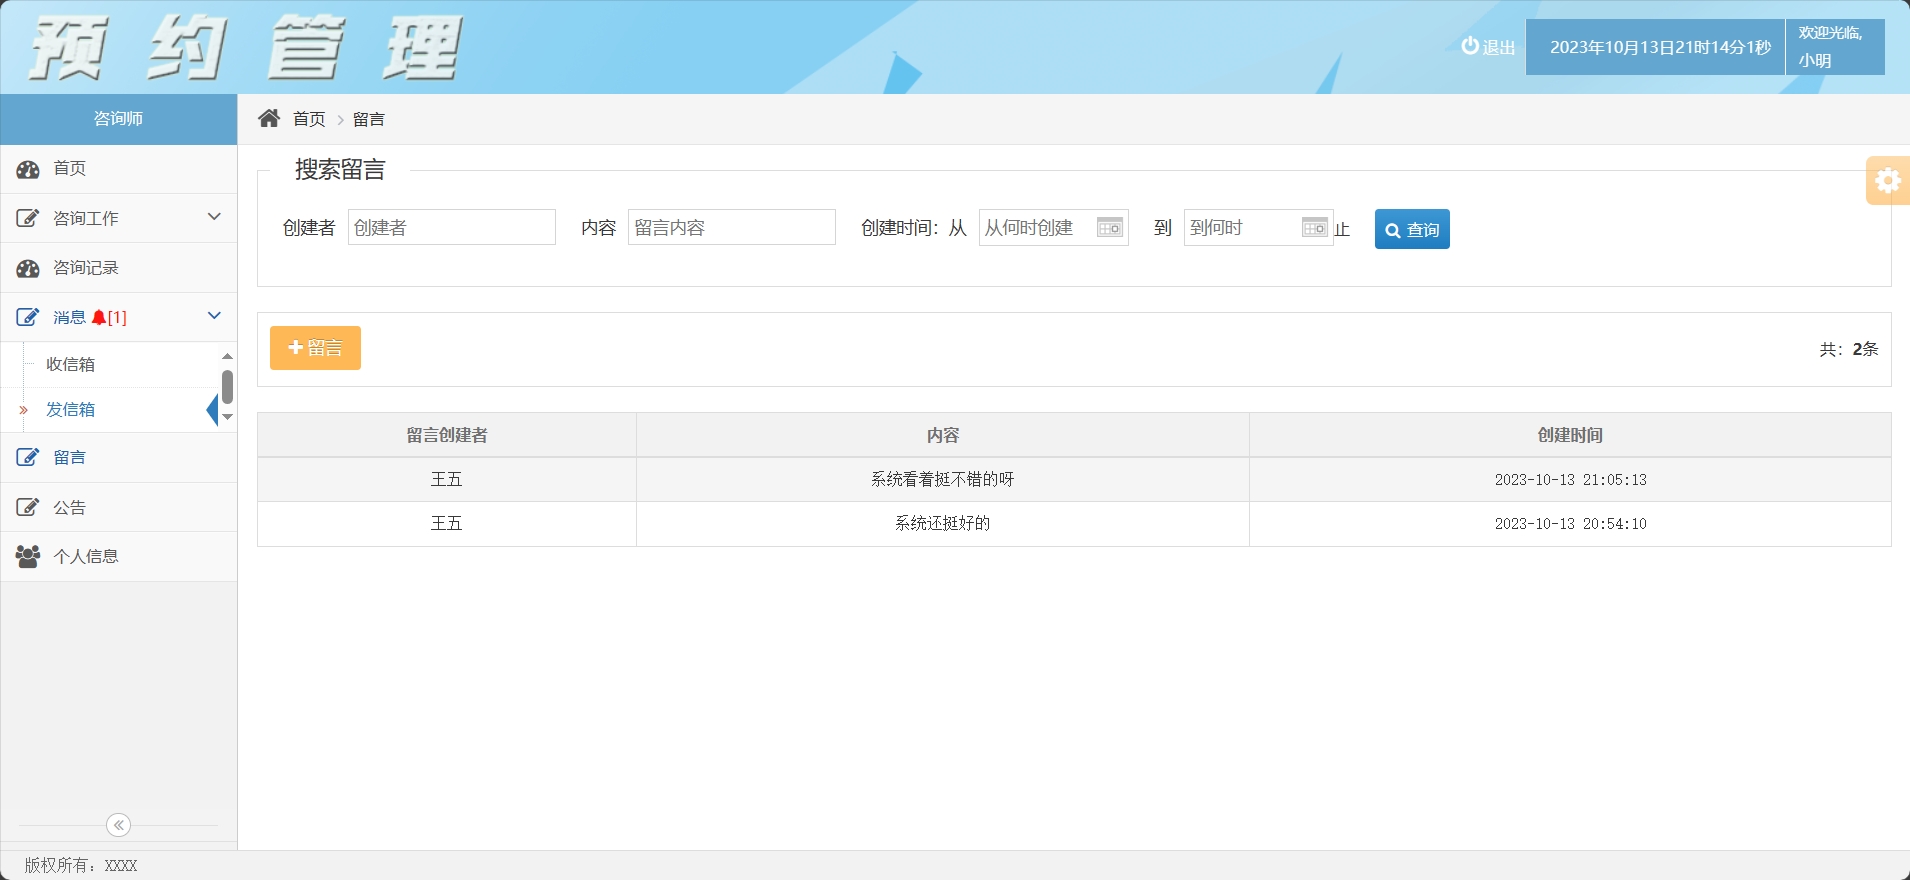 预约管理
退出
2023年10月13日21时14分1秒
欢迎光临,
小明
咨询师
首页
咨询工作
咨询记录
消息 [1]
收信箱
发信箱
留言
公告
个人信息
首页 > 留言
搜索留言
创建者 创建者 内容 留言内容 创建时间: 从 从何时创建 到 到何时 止 查询
留言
共: 2条
留言创建者 内容 创建时间
王五 系统看着挺不错的呀 2023-10-13 21:05:13
王五 系统还挺好的 2023-10-13 20:54:10
版权所有: XXXX